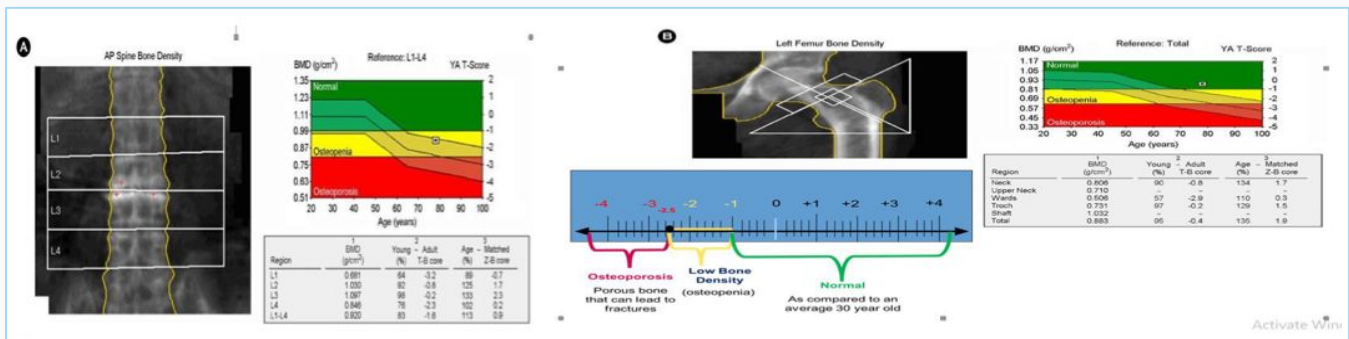 A
AP Spine Bone Density
L1
L2
L3
L4
Reference: L1-L4
BMD (g/cm²)
YA T-Score
1.35
1.23
1.11
0.99
0.87
0.75
0.63
0.51
Normal
Osteopenia
Osteoporosis
2
1
0
-1
-2
-3
-4
-5
20 30 40 50 60 70 80 90 100
Age (years)
1 2 3
BMD Young - Adult Age - Matched
Region (g/cm²) (%) T-B core (%) Z-B core
L1 0.681 64 -3.2 89 -0.7
L2 1.030 92 -0.8 125 1.7
L3 1.097 98 -0.2 133 2.3
L4 0.846 76 -2.3 102 0.2
L1-L4 0.920 83 -1.6 113 0.9
B
Left Femur Bone Density
Reference: Total
BMD (g/cm²)
YA T-Score
1.17
1.05
0.93
0.81
0.69
0.57
0.45
0.33
Normal
Osteopenia
Osteoporosis
2
1
0
-1
-2
-3
-4
-5
20 30 40 50 60 70 80 90 100
Age (years)
1 2 3
BMD Young - Adult Age - Matched
Region (g/cm²) (%) T-B core (%) Z-B core
Neck 0.806 90 -0.8 134 1.7
Upper Neck 0.710 - - - -
Wards 0.506 57 -2.9 110 0.3
Troch 0.731 97 -0.2 129 1.5
Shaft 1.032 - - - -
Total 0.883 95 -0.4 135 1.9
-4 -3 -2.5 -2 -1 0 +1 +2 +3 +4
Osteoporosis
Porous bone
that can lead to
fractures
Low Bone
Density
(osteopenia)
Normal
As compared to an
average 30 year old
Activate Win